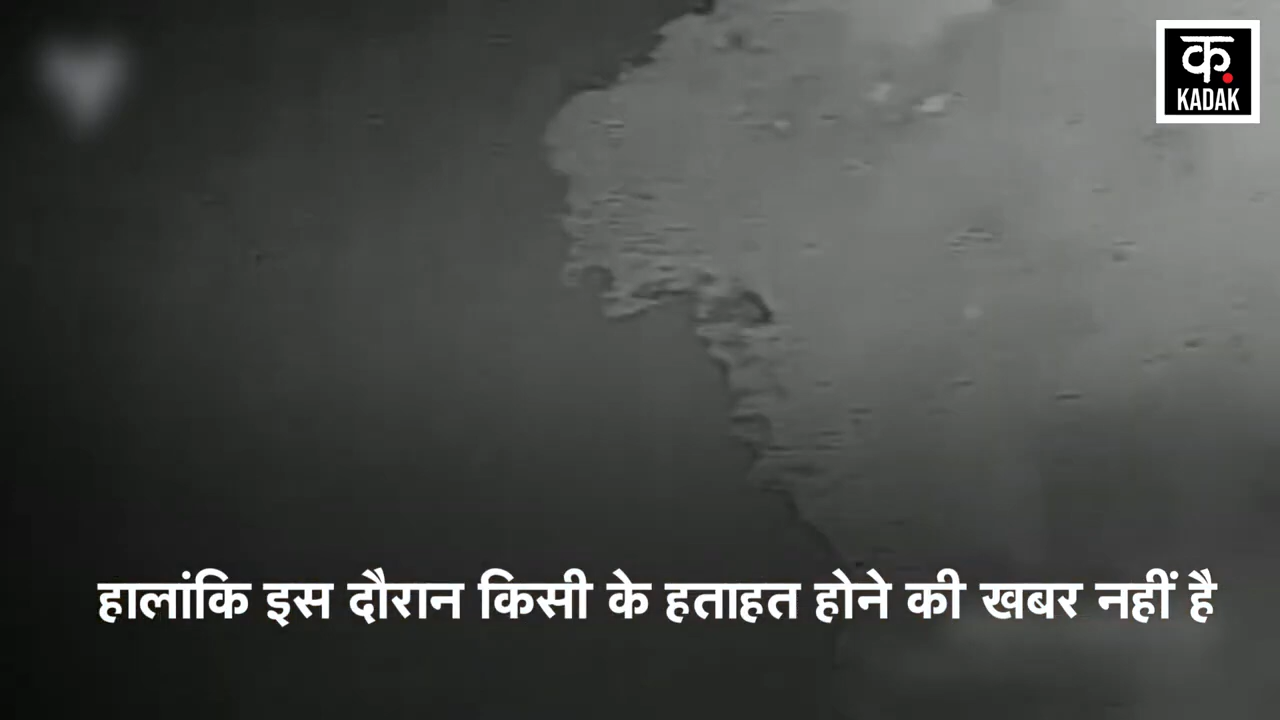 क
KADAK
हालांकि इस दौरान किसी के हताहत होने की खबर नहीं है